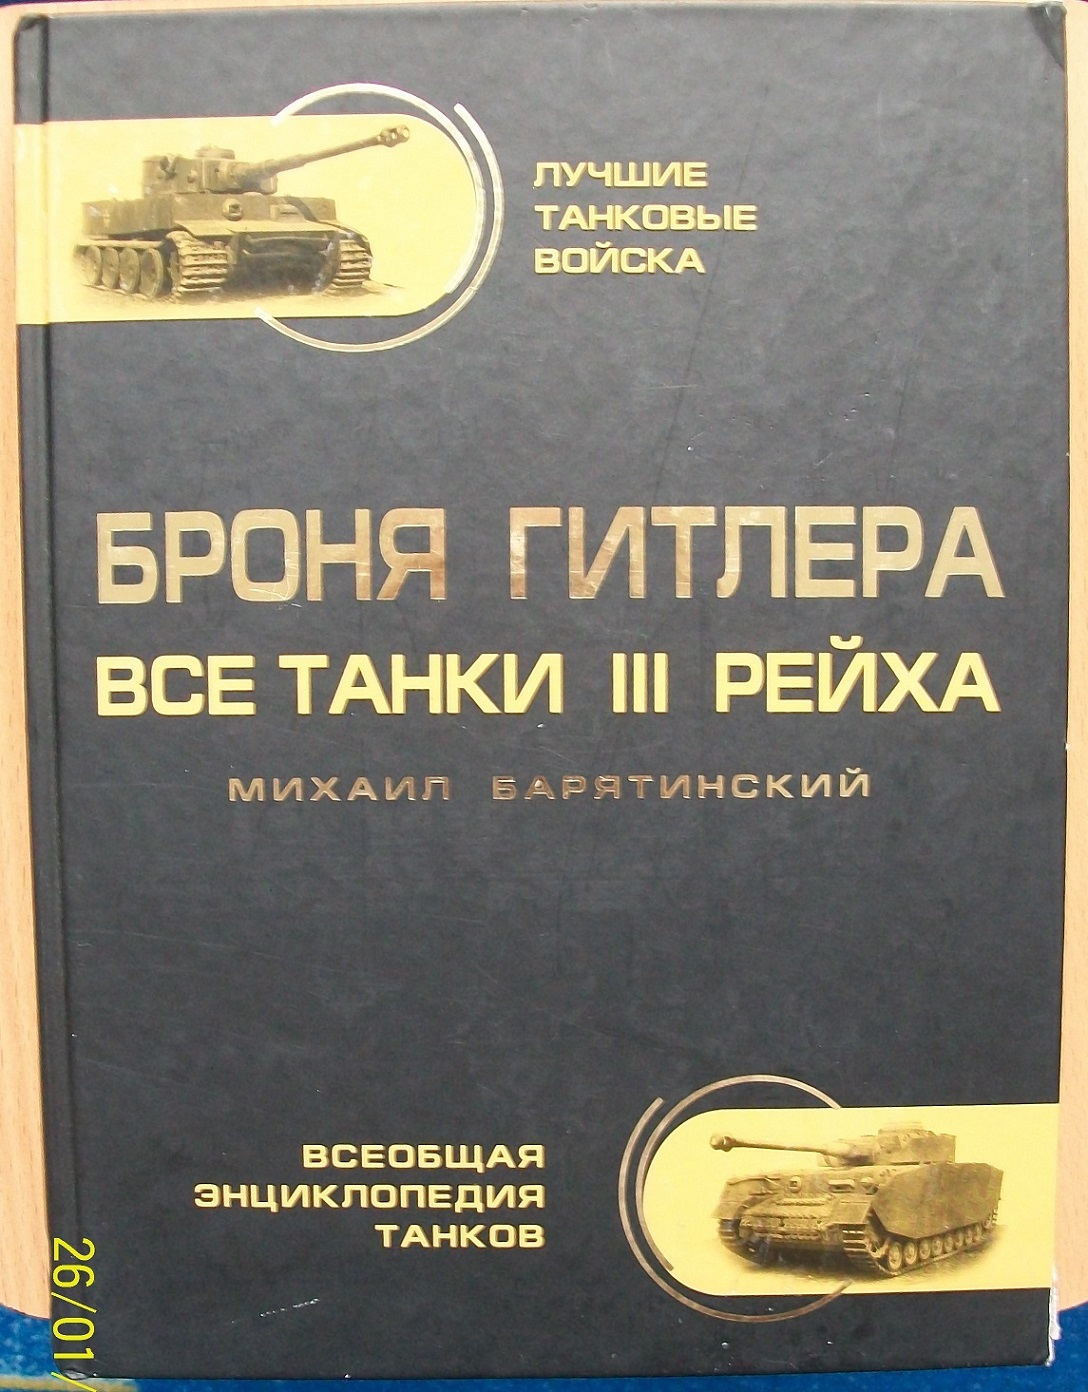 ЛУЧШИЕ
ТАНКОВЫЕ
ВОЙСКА
БРОНЯ ГИТЛЕРА
ВСЕ ТАНКИ III РЕЙХА
МИХАИЛ БАРЯТИНСКИЙ
ВСЕОБЩАЯ
ЭНЦИКЛОПЕДИЯ
ТАНКОВ
26/01/